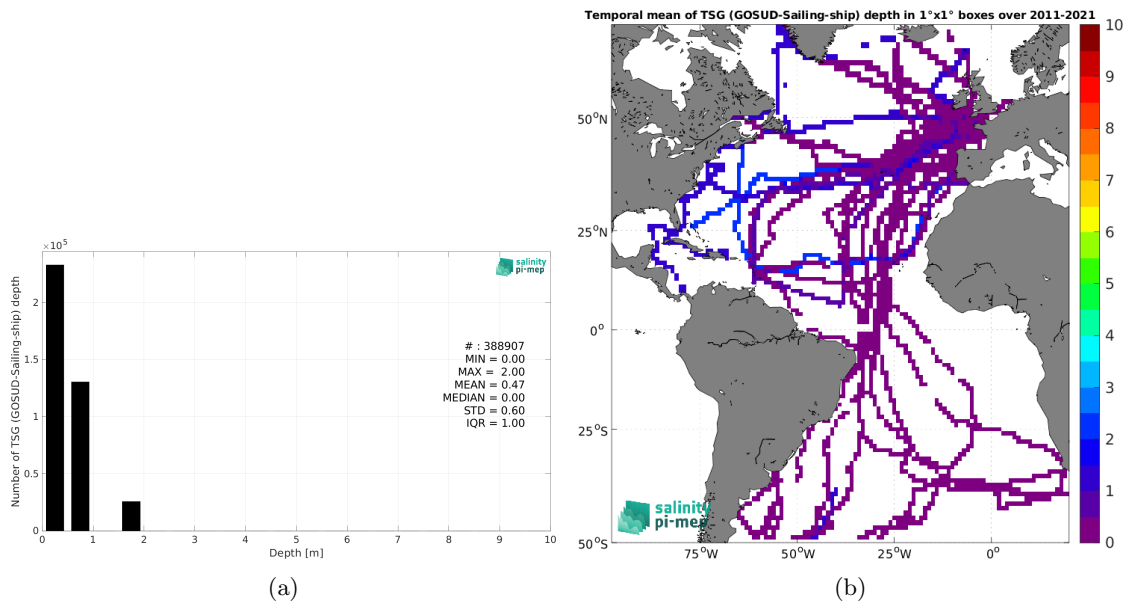 ×10⁵
2
1.5
1
0.5
0
Number of TSG (GOSUD-Sailing-ship) depth
salinity
pi-mep
# : 388907
MIN = 0.00
MAX = 2.00
MEAN = 0.47
MEDIAN = 0.00
STD = 0.60
IQR = 1.00
0 1 2 3 4 5 6 7 8 9 10
Depth [m]
(a)
Temporal mean of TSG (GOSUD-Sailing-ship) depth in 1°x1° boxes over 2011-2021
50°N
25°N
0°
25°S
50°S
75°W 50°W 25°W 0°
salinity
pi-mep
10
9
8
7
6
5
4
3
2
1
0
(b)